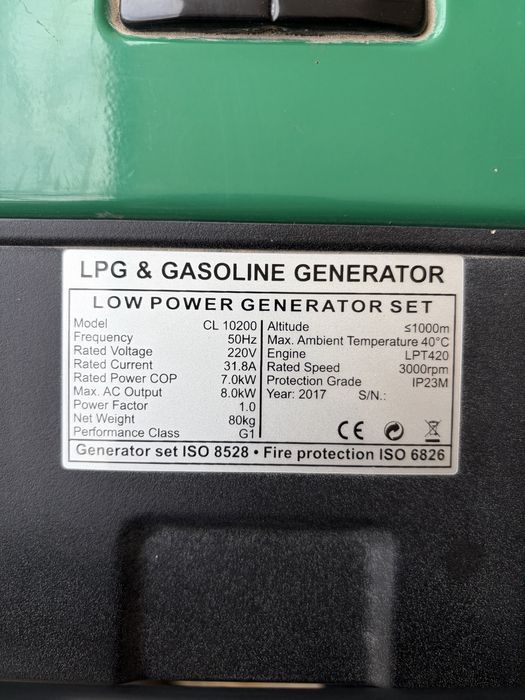 LPG & GASOLINE GENERATOR
LOW POWER GENERATOR SET
Model CL 10200
Frequency 50Hz
Rated Voltage 220V
Rated Current 31.8A
Rated Power COP 7.0kW
Max. AC Output 8.0kW
Power Factor 1.0
Net Weight 80kg
Performance Class G1
Altitude ≤1000m
Max. Ambient Temperature 40°C
Engine LPT420
Rated Speed 3000rpm
Protection Grade IP23M
Year: 2017 S/N.:
CE
Generator set ISO 8528 • Fire protection ISO 6826